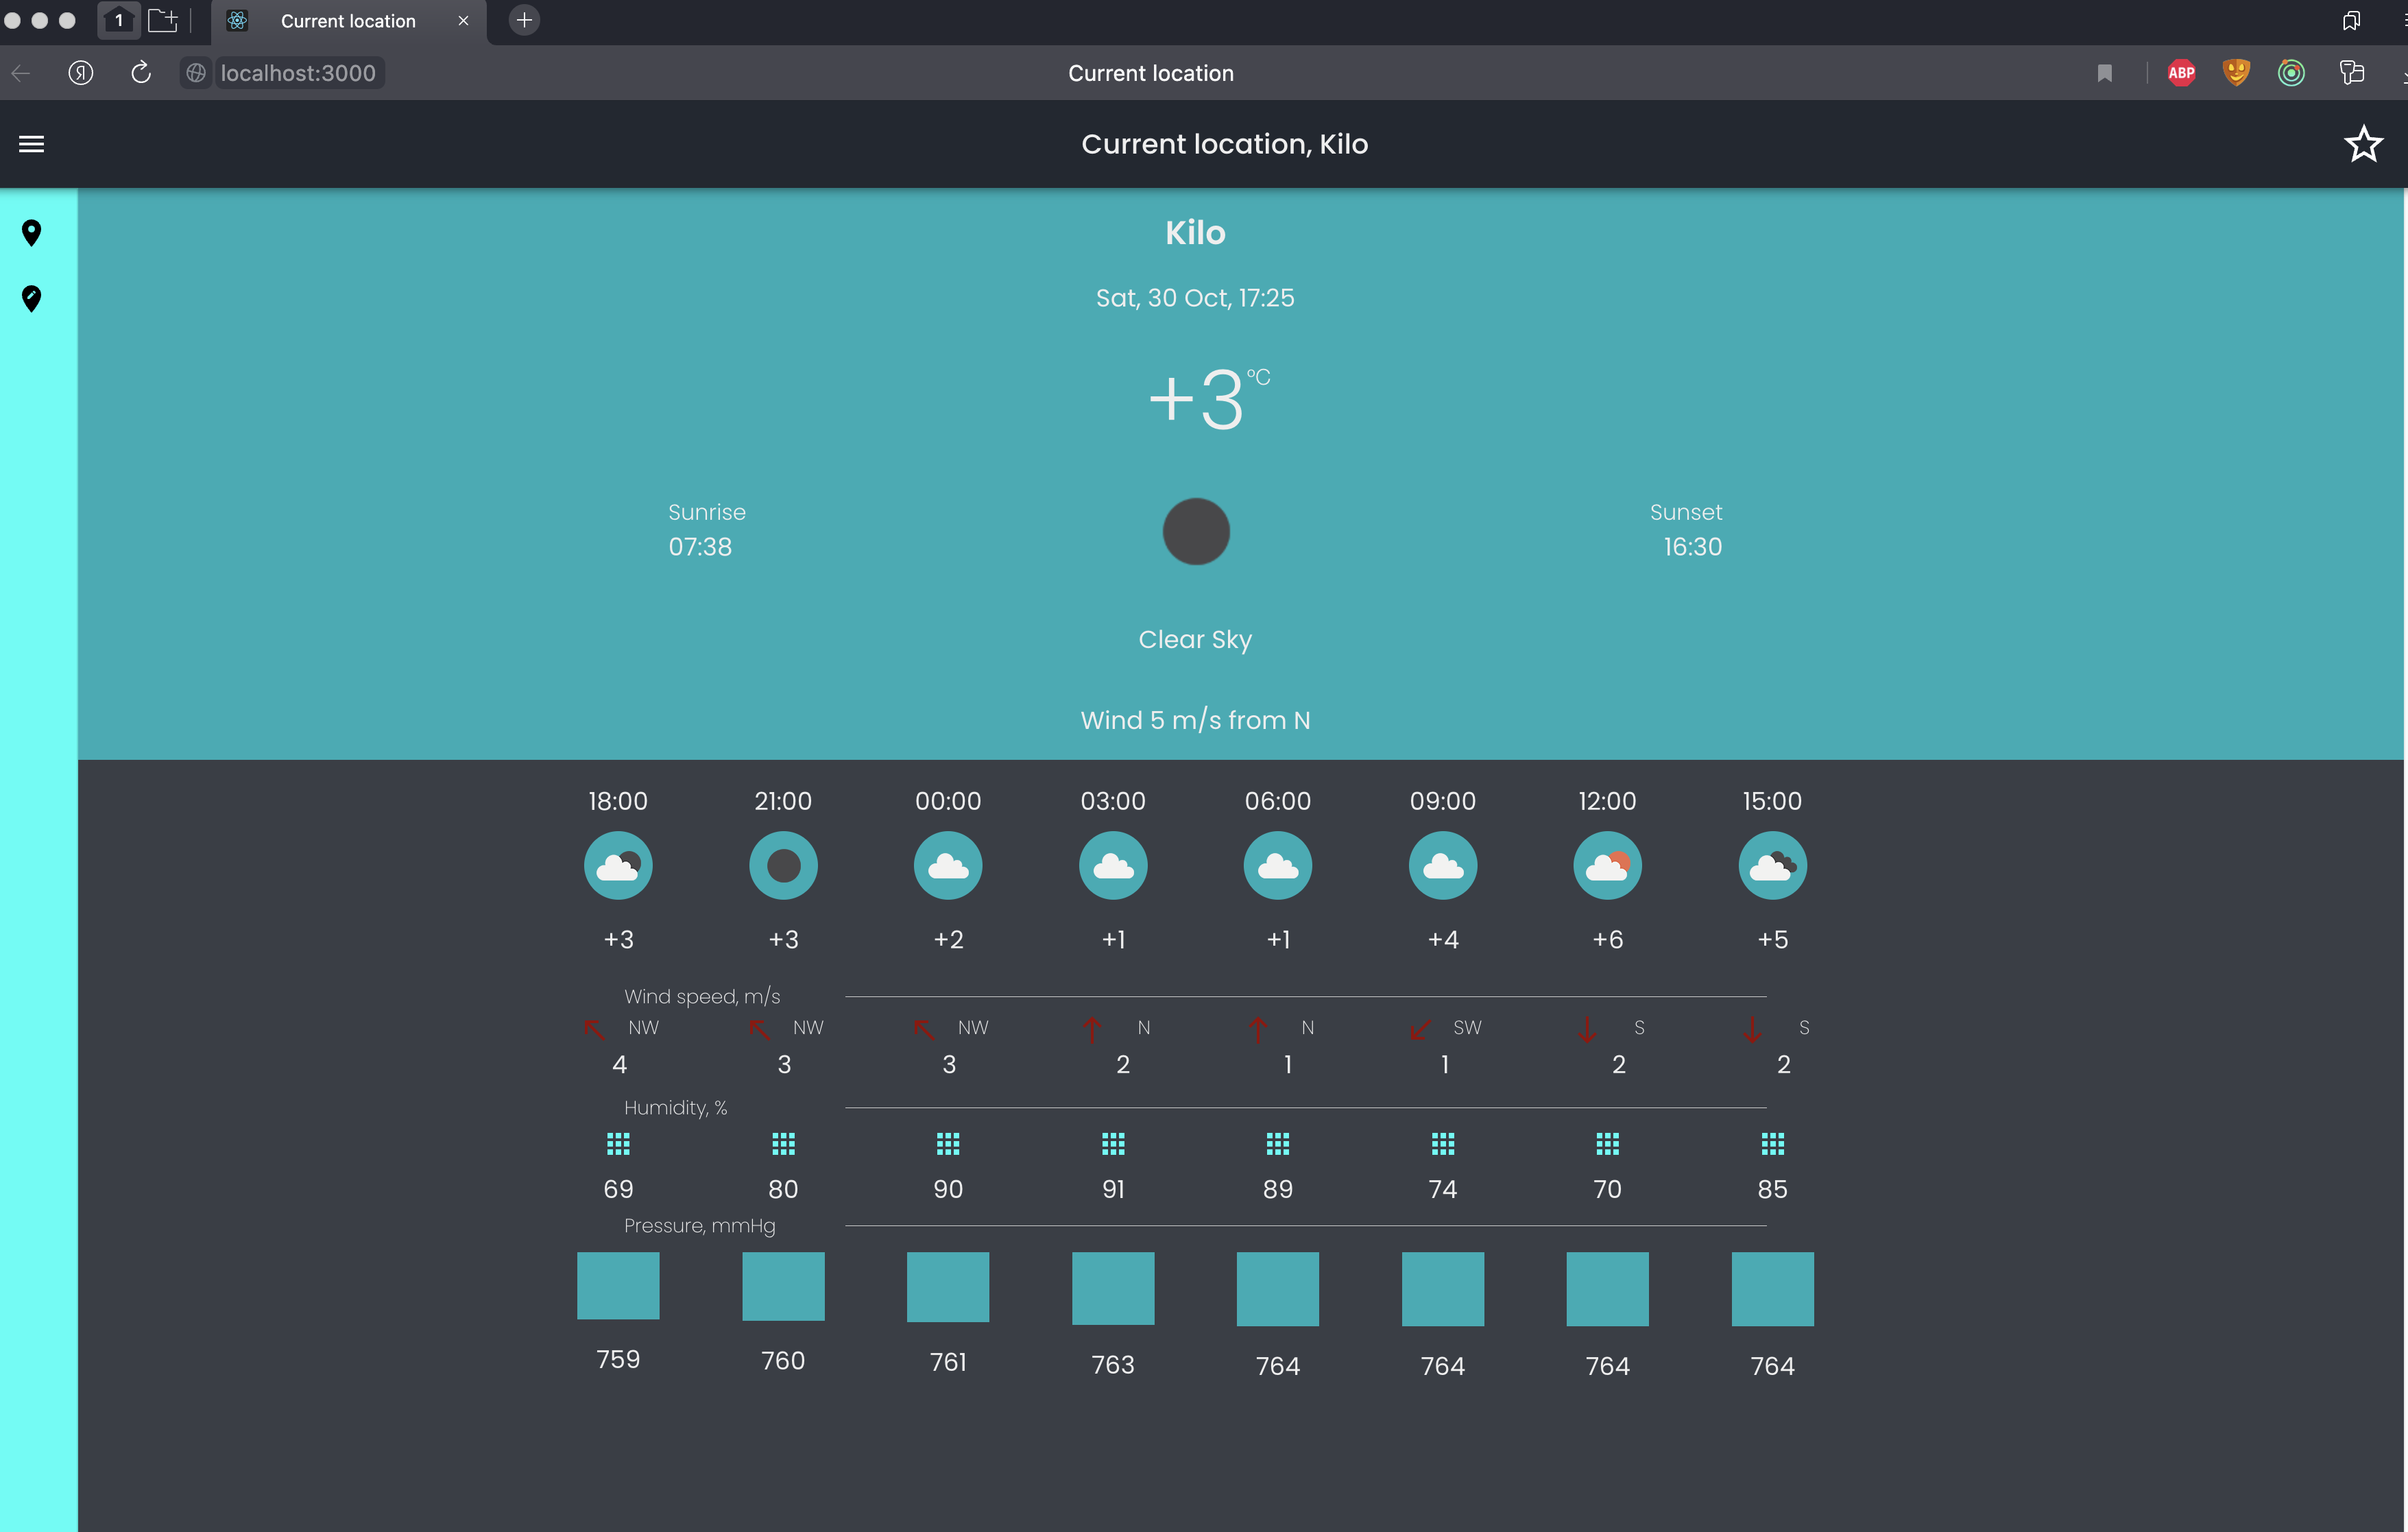 1
Current location
localhost:3000
Current location
ABP
Current location, Kilo
Kilo
Sat, 30 Oct, 17:25
+3°C
Sunrise
07:38
Sunset
16:30
Clear Sky
Wind 5 m/s from N
18:00 21:00 00:00 03:00 06:00 09:00 12:00 15:00
+3 +3 +2 +1 +1 +4 +6 +5
Wind speed, m/s
NW NW NW N N SW S S
4 3 3 2 1 1 2 2
Humidity, %
69 80 90 91 89 74 70 85
Pressure, mmHg
759 760 761 763 764 764 764 764